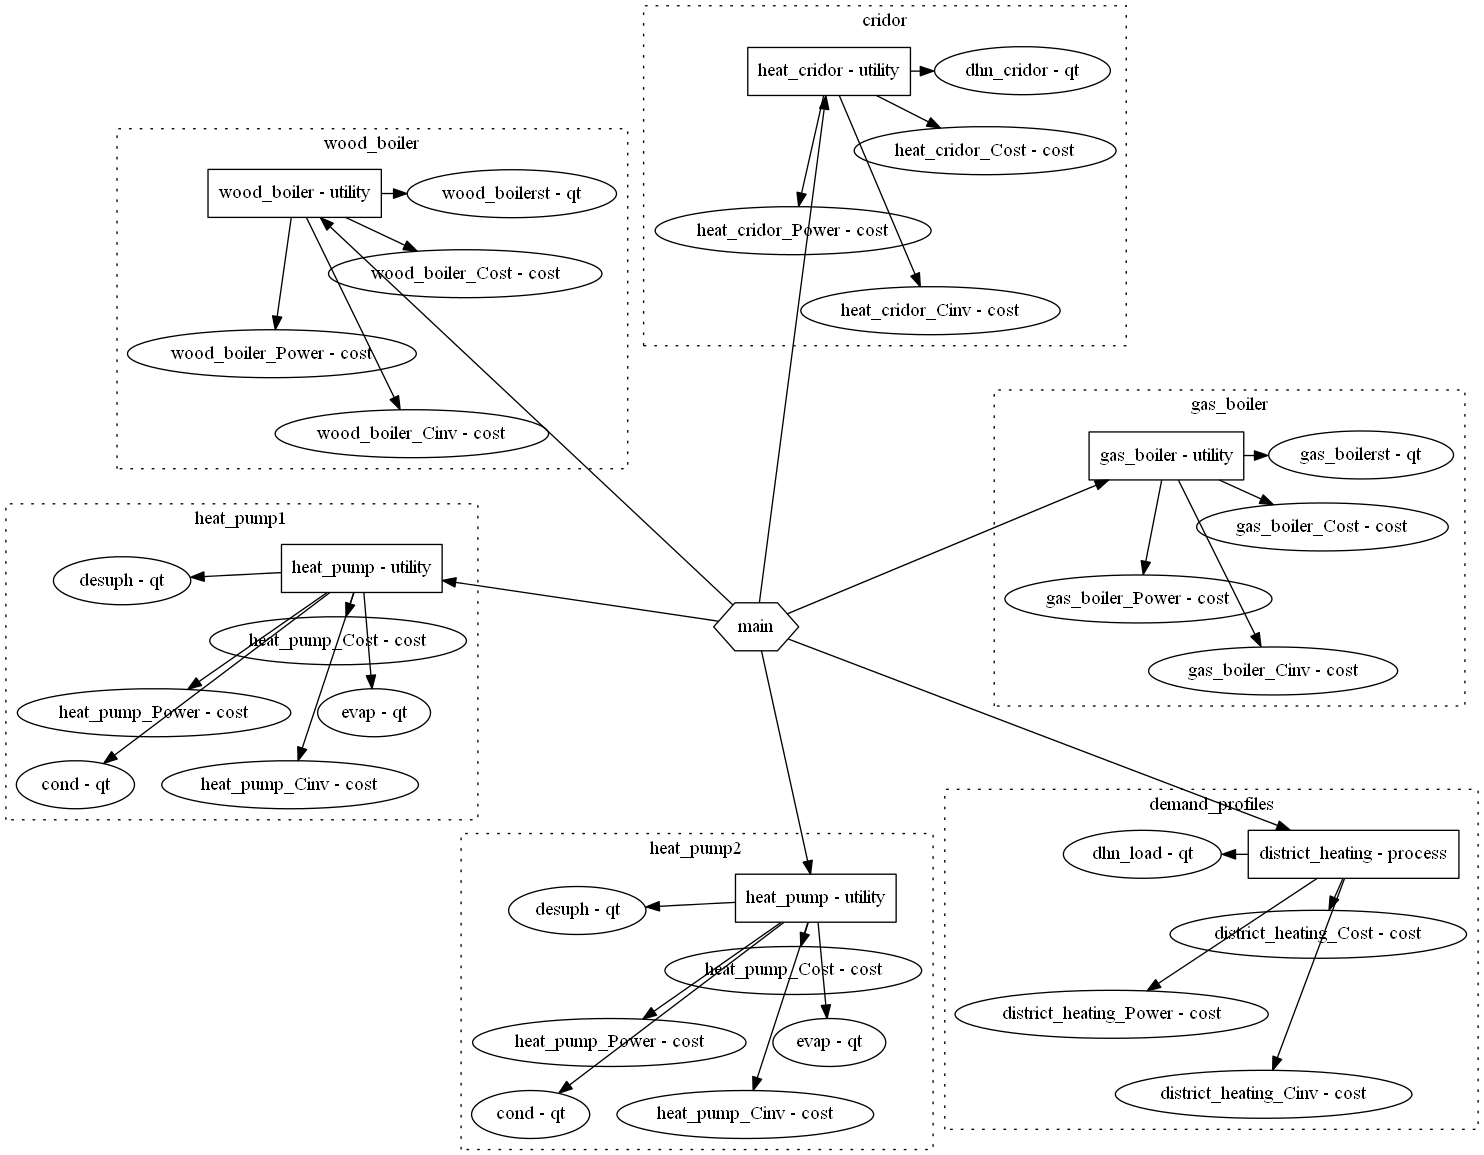 cridor
heat_cridor - utility
dhn_cridor - qt
heat_cridor_Cost - cost
heat_cridor_Power - cost
heat_cridor_Cinv - cost
wood_boiler
wood_boiler - utility
wood_boilerst - qt
wood_boiler_Cost - cost
wood_boiler_Power - cost
wood_boiler_Cinv - cost
gas_boiler
gas_boiler - utility
gas_boilerst - qt
gas_boiler_Cost - cost
gas_boiler_Power - cost
gas_boiler_Cinv - cost
heat_pump1
heat_pump - utility
desuph - qt
heat_pump_Cost - cost
heat_pump_Power - cost
evap - qt
cond - qt
heat_pump_Cinv - cost
main
heat_pump2
heat_pump - utility
desuph - qt
heat_pump_Cost - cost
heat_pump_Power - cost
evap - qt
cond - qt
heat_pump_Cinv - cost
demand_profiles
dhn_load - qt
district_heating - process
district_heating_Cost - cost
district_heating_Power - cost
district_heating_Cinv - cost